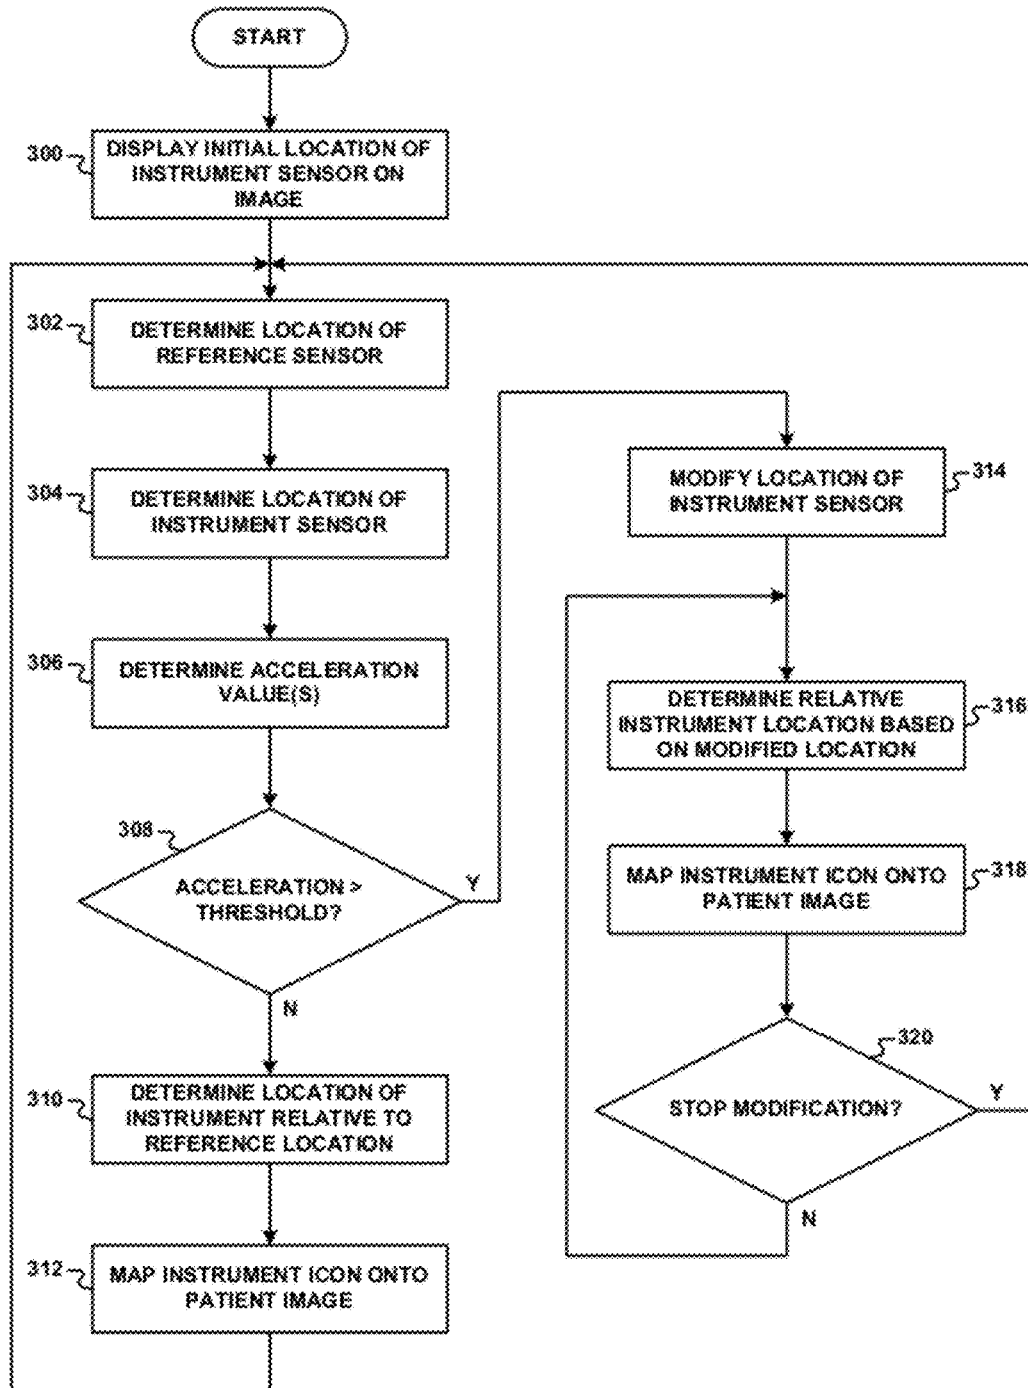 START
300
DISPLAY INITIAL LOCATION OF
INSTRUMENT SENSOR ON
IMAGE
302
DETERMINE LOCATION OF
REFERENCE SENSOR
304
DETERMINE LOCATION OF
INSTRUMENT SENSOR
306
DETERMINE ACCELERATION
VALUE(S)
308
ACCELERATION >
THRESHOLD?
Y
N
310
DETERMINE LOCATION OF
INSTRUMENT RELATIVE TO
REFERENCE LOCATION
312
MAP INSTRUMENT ICON ONTO
PATIENT IMAGE
MODIFY LOCATION OF
INSTRUMENT SENSOR
314
DETERMINE RELATIVE
INSTRUMENT LOCATION BASED
ON MODIFIED LOCATION
316
MAP INSTRUMENT ICON ONTO
PATIENT IMAGE
318
320
STOP MODIFICATION?
Y
N